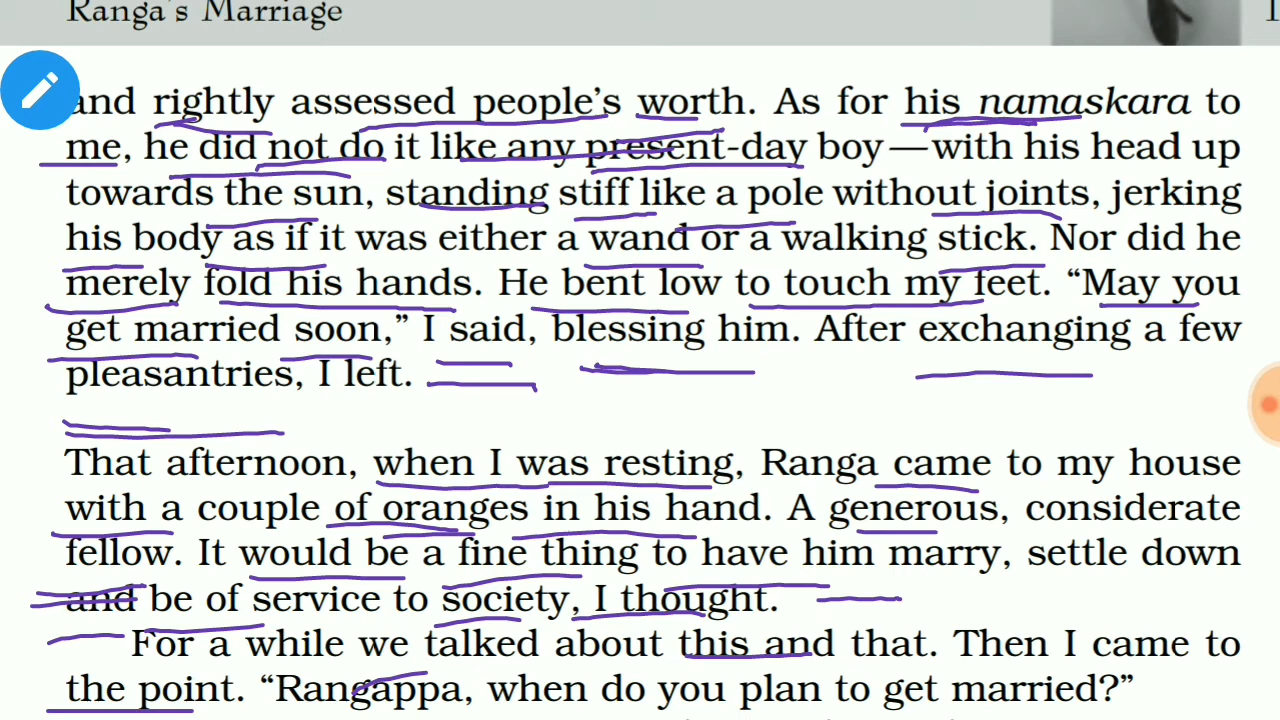 Ranga's Marriage
and rightly assessed people's worth. As for his namaskara to
me, he did not do it like any present-day boy—with his head up
towards the sun, standing stiff like a pole without joints, jerking
his body as if it was either a wand or a walking stick. Nor did he
merely fold his hands. He bent low to touch my feet. “May you
get married soon,” I said, blessing him. After exchanging a few
pleasantries, I left.
That afternoon, when I was resting, Ranga came to my house
with a couple of oranges in his hand. A generous, considerate
fellow. It would be a fine thing to have him marry, settle down
and be of service to society, I thought.
For a while we talked about this and that. Then I came to
the point. “Rangappa, when do you plan to get married?”